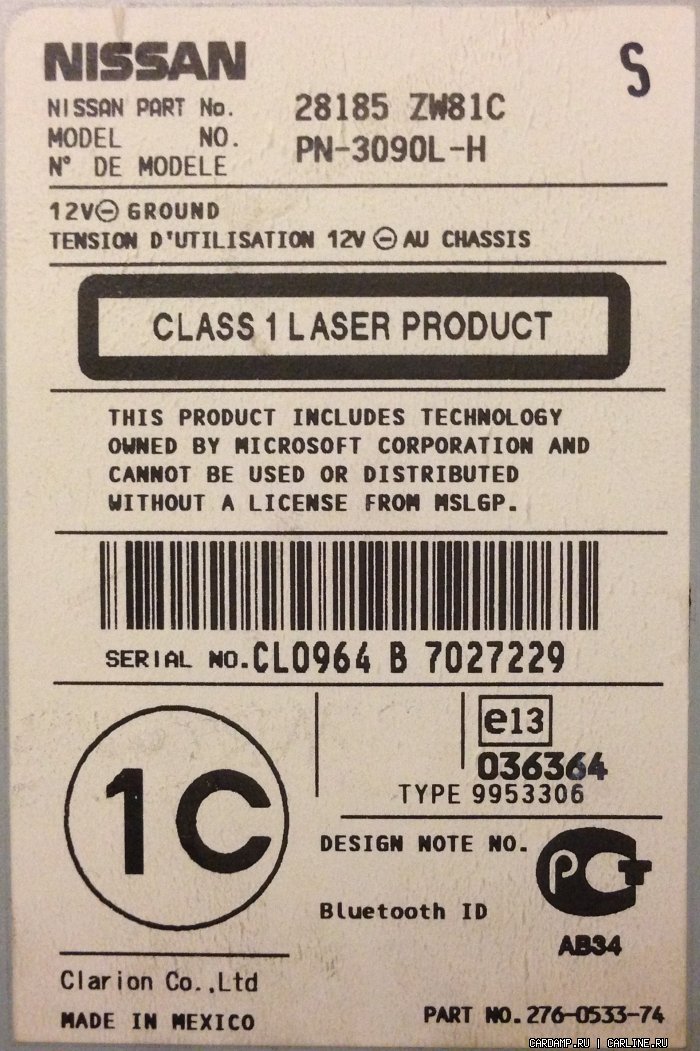 NISSAN
S
NISSAN PART No. 28185 ZW81C
MODEL NO. PN-3090L-H
N° DE MODELE
12V⊖ GROUND
TENSION D'UTILISATION 12V ⊖ AU CHASSIS
CLASS 1 LASER PRODUCT
THIS PRODUCT INCLUDES TECHNOLOGY
OWNED BY MICROSOFT CORPORATION AND
CANNOT BE USED OR DISTRIBUTED
WITHOUT A LICENSE FROM MSLGP.
SERIAL NO.CL0964 B 7027229
1C
e13
036364
TYPE 9953306
DESIGN NOTE NO.
Bluetooth ID
РСТ
AB34
Clarion Co.,Ltd
MADE IN MEXICO
PART NO.276-0533-74
CARDAMP.RU | CARLINE.RU